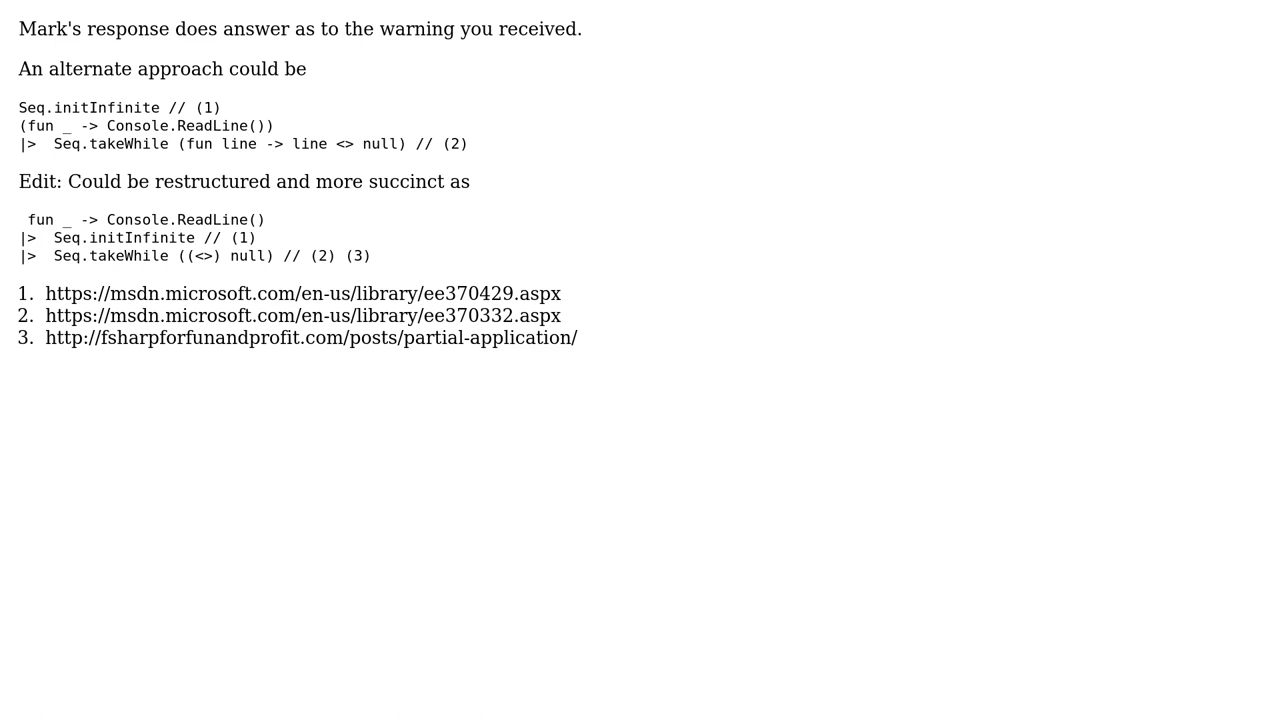 Mark's response does answer as to the warning you received.
An alternate approach could be
Seq.initInfinite // (1)
(fun _ -> Console.ReadLine())
|>  Seq.takeWhile (fun line -> line <> null) // (2)
Edit: Could be restructured and more succinct as
 fun _ -> Console.ReadLine()
|>  Seq.initInfinite // (1)
|>  Seq.takeWhile ((<>) null) // (2) (3)
1. https://msdn.microsoft.com/en-us/library/ee370429.aspx
2. https://msdn.microsoft.com/en-us/library/ee370332.aspx
3. http://fsharpforfunandprofit.com/posts/partial-application/